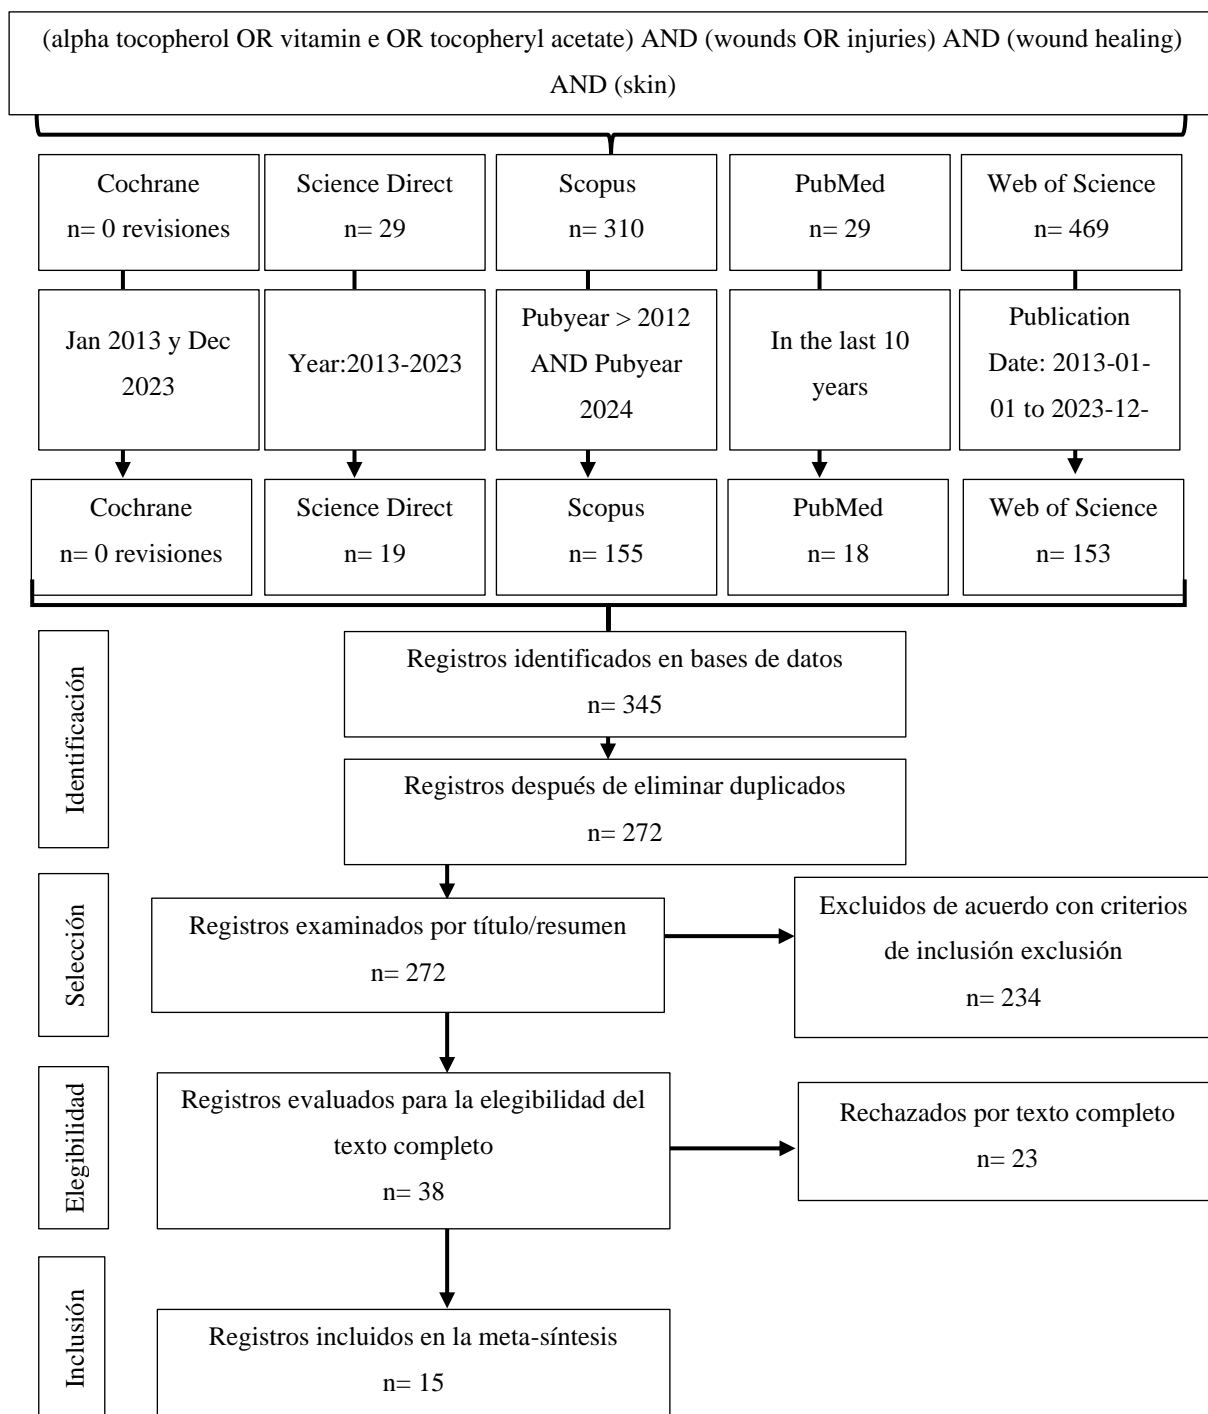 (alpha tocopherol OR vitamin e OR tocopheryl acetate) AND (wounds OR injuries) AND (wound healing)
AND (skin)
Cochrane
n= 0 revisiones
Science Direct
n= 29
Scopus
n= 310
PubMed
n= 29
Web of Science
n= 469
Jan 2013 y Dec
2023
Year:2013-2023
Pubyear > 2012
AND Pubyear
2024
In the last 10
years
Publication
Date: 2013-01-
01 to 2023-12-
Cochrane
n= 0 revisiones
Science Direct
n= 19
Scopus
n= 155
PubMed
n= 18
Web of Science
n= 153
Identificación
Registros identificados en bases de datos
n= 345
Registros después de eliminar duplicados
n= 272
Selección
Registros examinados por título/resumen
n= 272
Excluidos de acuerdo con criterios
de inclusión exclusión
n= 234
Elegibilidad
Registros evaluados para la elegibilidad del
texto completo
n= 38
Rechazados por texto completo
n= 23
Inclusión
Registros incluidos en la meta-síntesis
n= 15